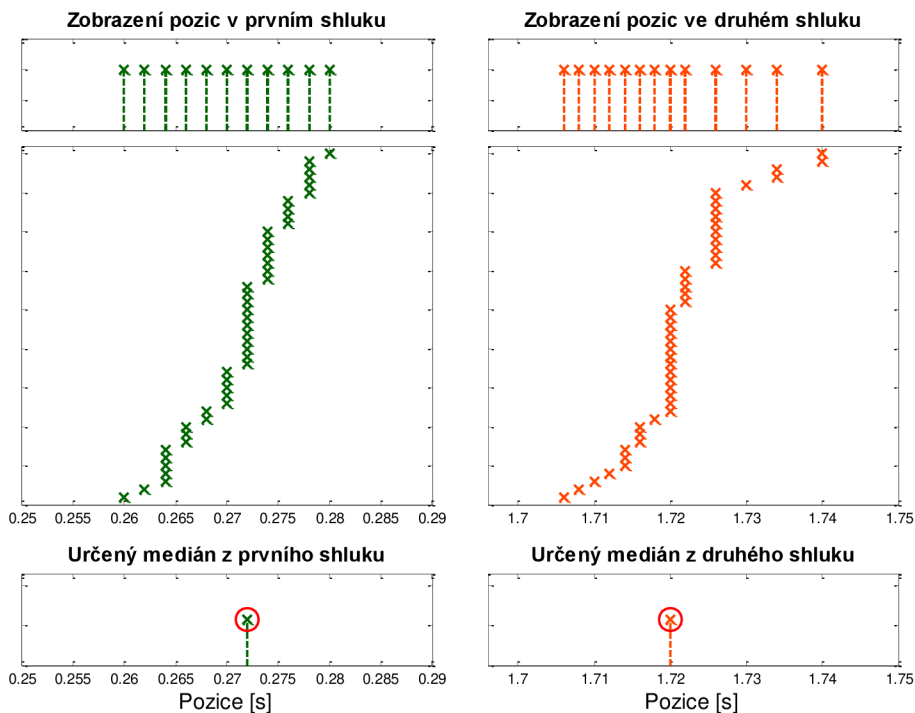 Zobrazení pozic v prvním shluku
Zobrazení pozic ve druhém shluku
0.25 0.255 0.26 0.265 0.27 0.275 0.28 0.285 0.29
1.7 1.71 1.72 1.73 1.74 1.75
Určený medián z prvního shluku
Určený medián z druhého shluku
0.25 0.255 0.26 0.265 0.27 0.275 0.28 0.285 0.29
1.7 1.71 1.72 1.73 1.74 1.75
Pozice [s]
Pozice [s]